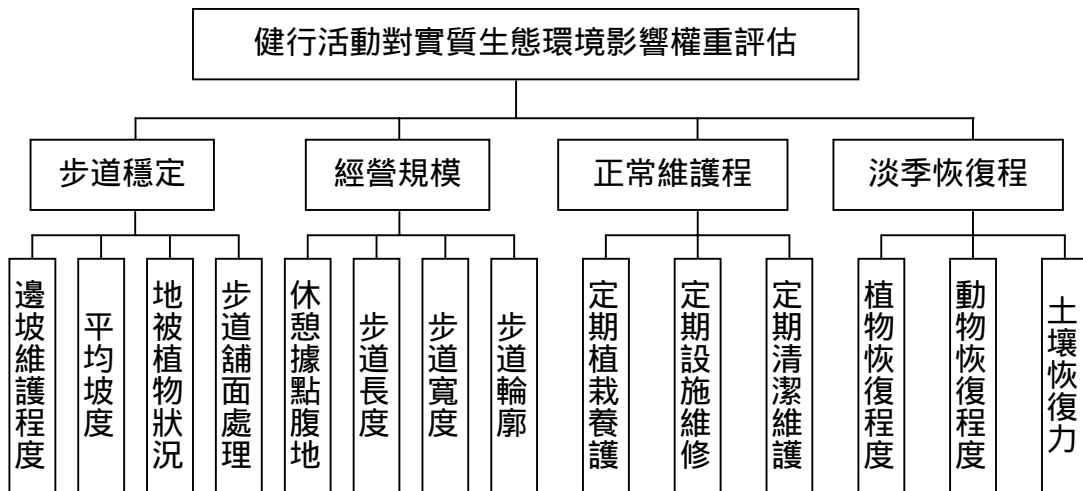 健行活動對實質生態環境影響權重評估
步道穩定
經營規模
正常維護程
淡季恢復程
邊坡維護程度
平均坡度
地被植物狀況
步道舖面處理
休憩據點腹地
步道長度
步道寬度
步道輪廓
定期植栽養護
定期設施維修
定期清潔維護
植物恢復程度
動物恢復程度
土壤恢復力